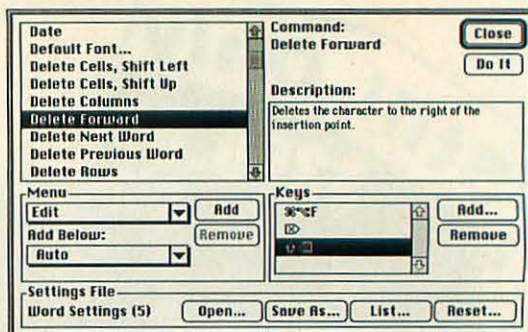 Date
Default Font...
Delete Cells, Shift Left
Delete Cells, Shift Up
Delete Columns
Delete Forward
Delete Next Word
Delete Previous Word
Delete Rows
Command:
Delete Forward
Close
Do It
Description:
Deletes the character to the right of the
insertion point.
Menu
Edit
Add
Add Below:
Remove
Auto
Keys
⌘⌥F
⌦
Add...
Remove
Settings File
Word Settings (5)
Open...
Save As...
List...
Reset...